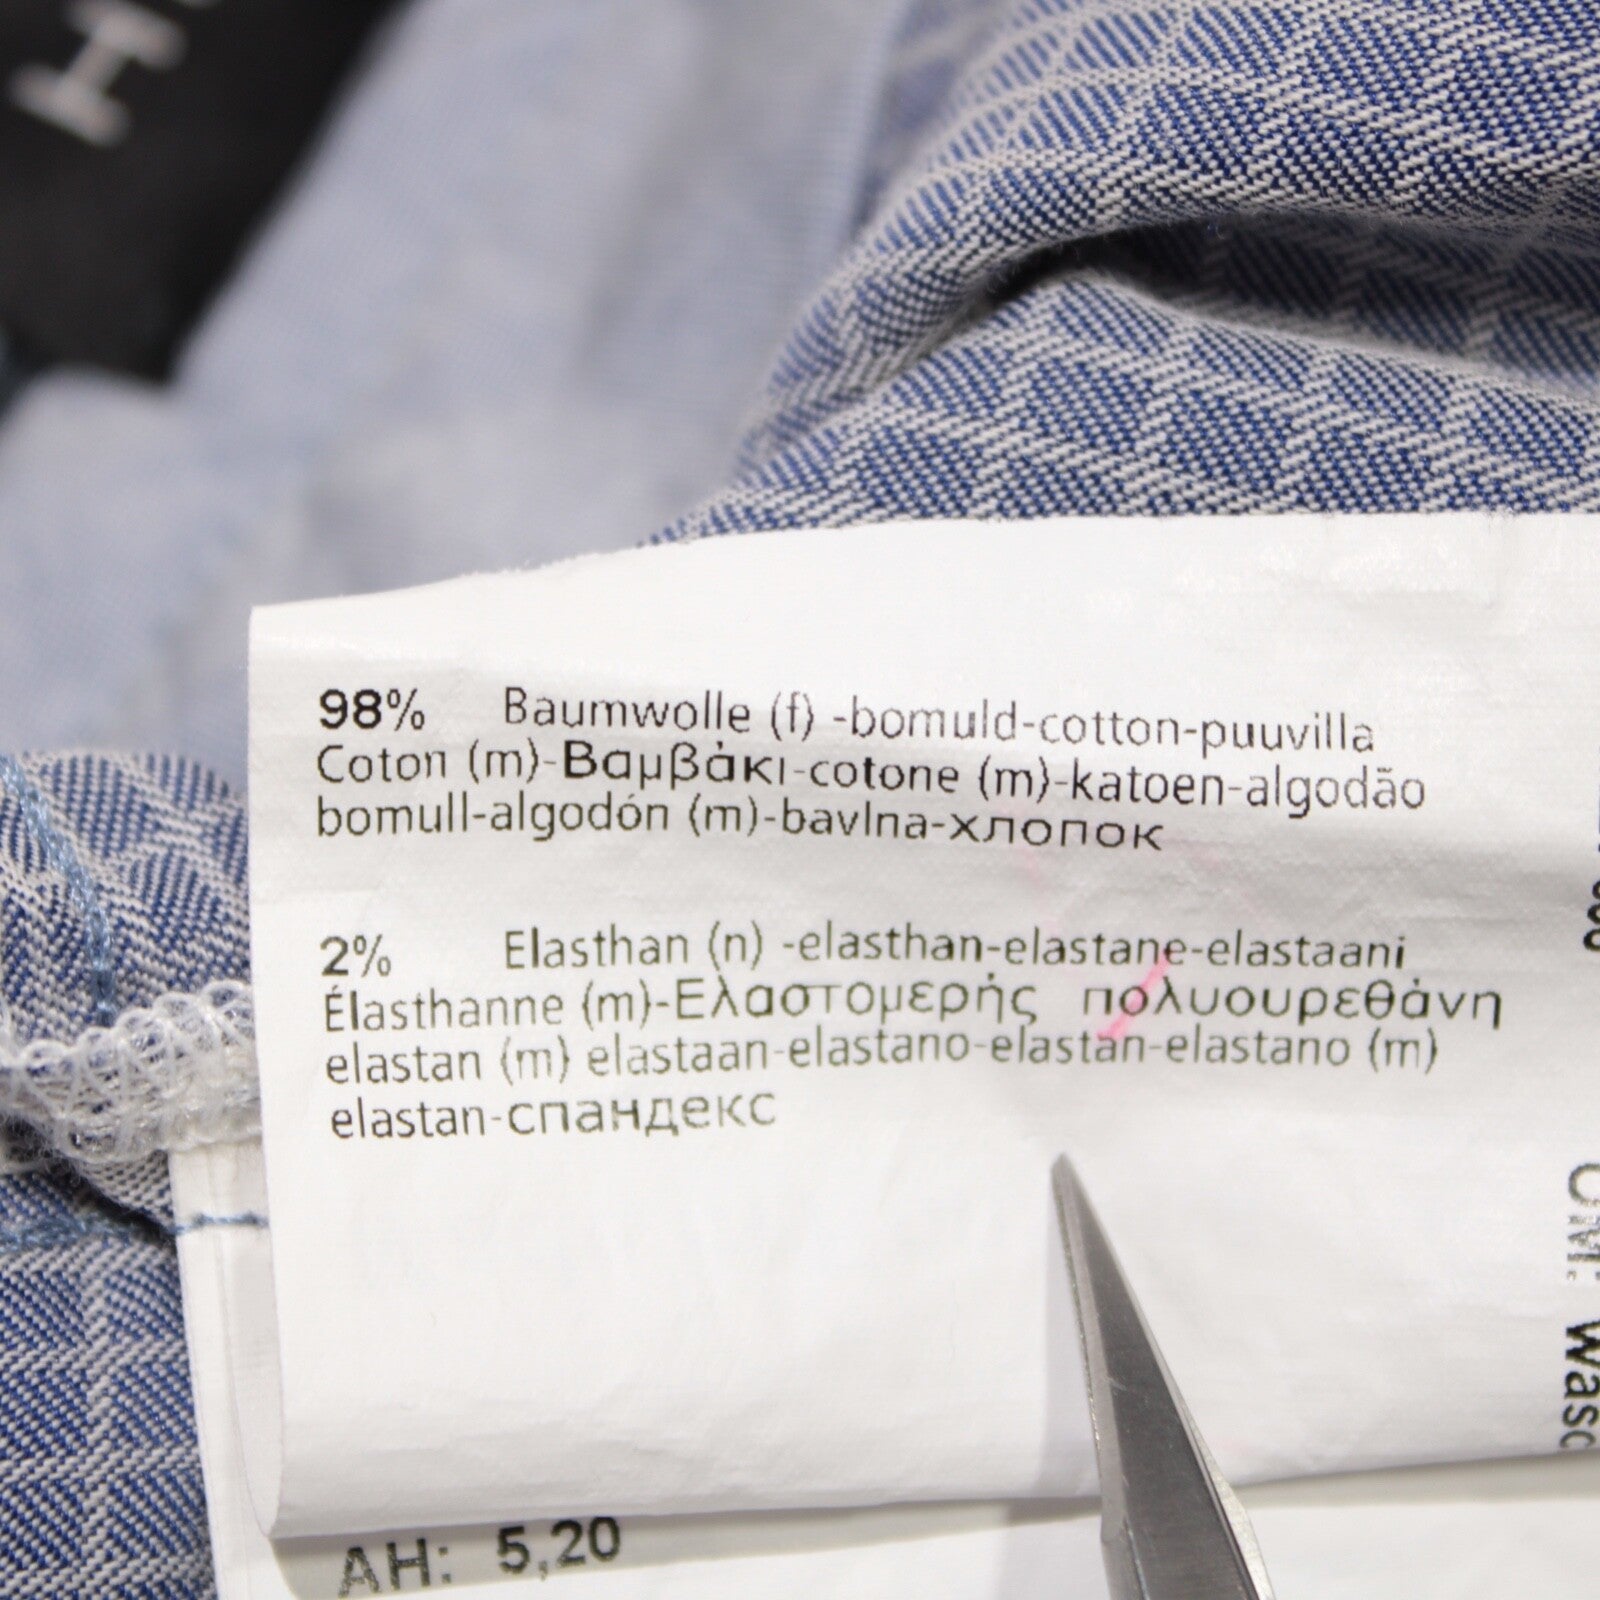 98% Baumwolle (f) -bomuld-cotton-puuvilla
Coton (m)-Βαμβάκι-cotone (m)-katoen-algodão
bomull-algodón (m)-bavlna-хлопок
2% Elasthan (n) -elasthan-elastane-elastaani
Élasthanne (m)-Ελαστομερής πολυουρεθάνη
elastan (m) elastaan-elastano-elastan-elastano (m)
elastan-спандекс
AH: 5,20